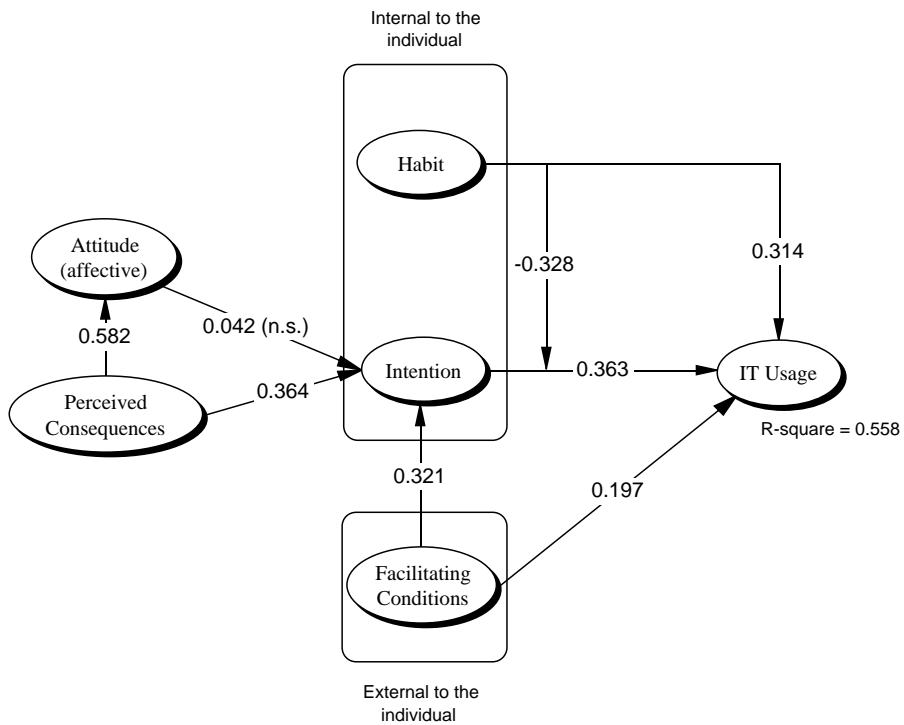 Internal to the
individual
Habit
Attitude
(affective)
-0.328
0.314
0.582
0.042 (n.s.)
Intention
0.363
IT Usage
0.364
Perceived
Consequences
R-square = 0.558
0.321
0.197
Facilitating
Conditions
External to the
individual